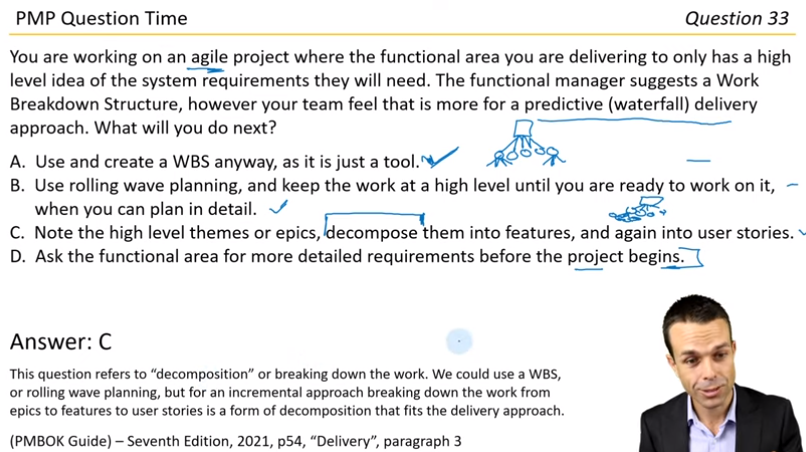 PMP Question Time
Question 33
You are working on an agile project where the functional area you are delivering to only has a high
level idea of the system requirements they will need. The functional manager suggests a Work
Breakdown Structure, however your team feel that is more for a predictive (waterfall) delivery
approach. What will you do next?
A. Use and create a WBS anyway, as it is just a tool.
B. Use rolling wave planning, and keep the work at a high level until you are ready to work on it,
when you can plan in detail.
C. Note the high level themes or epics, decompose them into features, and again into user stories.
D. Ask the functional area for more detailed requirements before the project begins.
Answer: C
This question refers to “decomposition” or breaking down the work. We could use a WBS,
or rolling wave planning, but for an incremental approach breaking down the work from
epics to features to user stories is a form of decomposition that fits the delivery approach.
(PMBOK Guide) – Seventh Edition, 2021, p54, “Delivery”, paragraph 3